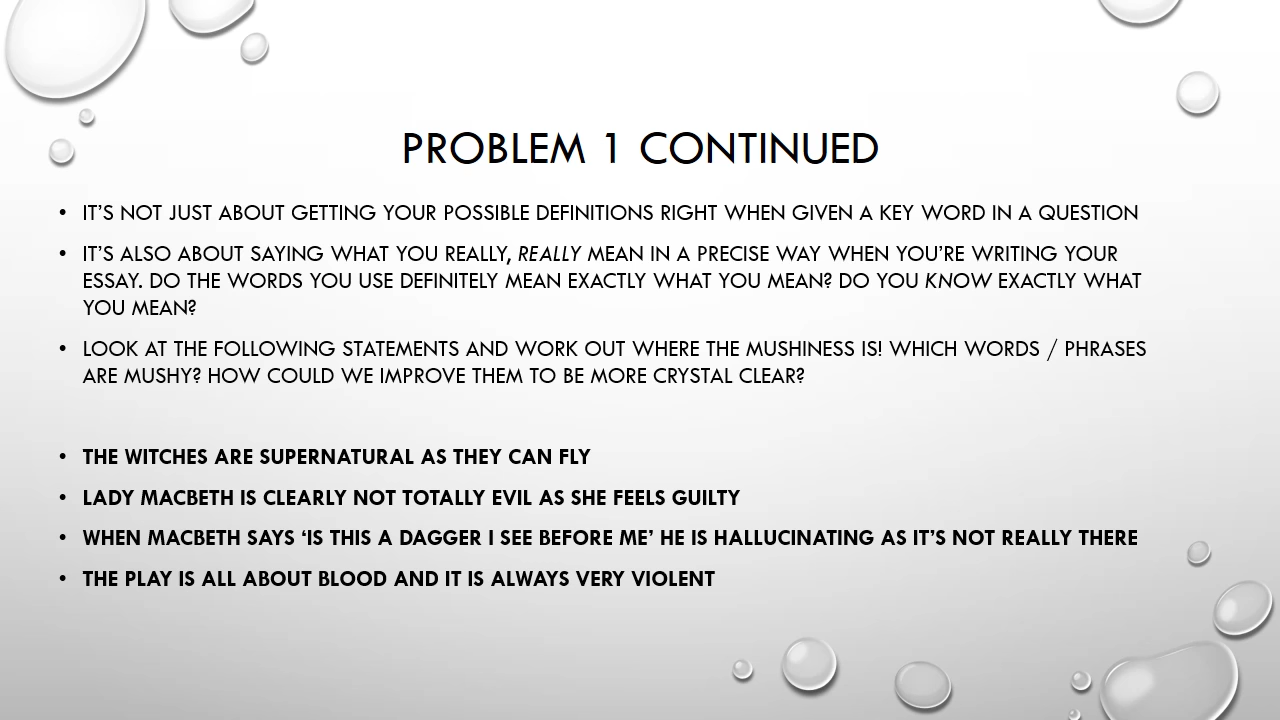 PROBLEM 1 CONTINUED
• IT’S NOT JUST ABOUT GETTING YOUR POSSIBLE DEFINITIONS RIGHT WHEN GIVEN A KEY WORD IN A QUESTION
• IT’S ALSO ABOUT SAYING WHAT YOU REALLY, REALLY MEAN IN A PRECISE WAY WHEN YOU’RE WRITING YOUR
ESSAY. DO THE WORDS YOU USE DEFINITELY MEAN EXACTLY WHAT YOU MEAN? DO YOU KNOW EXACTLY WHAT
YOU MEAN?
• LOOK AT THE FOLLOWING STATEMENTS AND WORK OUT WHERE THE MUSHINESS IS! WHICH WORDS / PHRASES
ARE MUSHY? HOW COULD WE IMPROVE THEM TO BE MORE CRYSTAL CLEAR?
• THE WITCHES ARE SUPERNATURAL AS THEY CAN FLY
• LADY MACBETH IS CLEARLY NOT TOTALLY EVIL AS SHE FEELS GUILTY
• WHEN MACBETH SAYS ‘IS THIS A DAGGER I SEE BEFORE ME’ HE IS HALLUCINATING AS IT’S NOT REALLY THERE
• THE PLAY IS ALL ABOUT BLOOD AND IT IS ALWAYS VERY VIOLENT